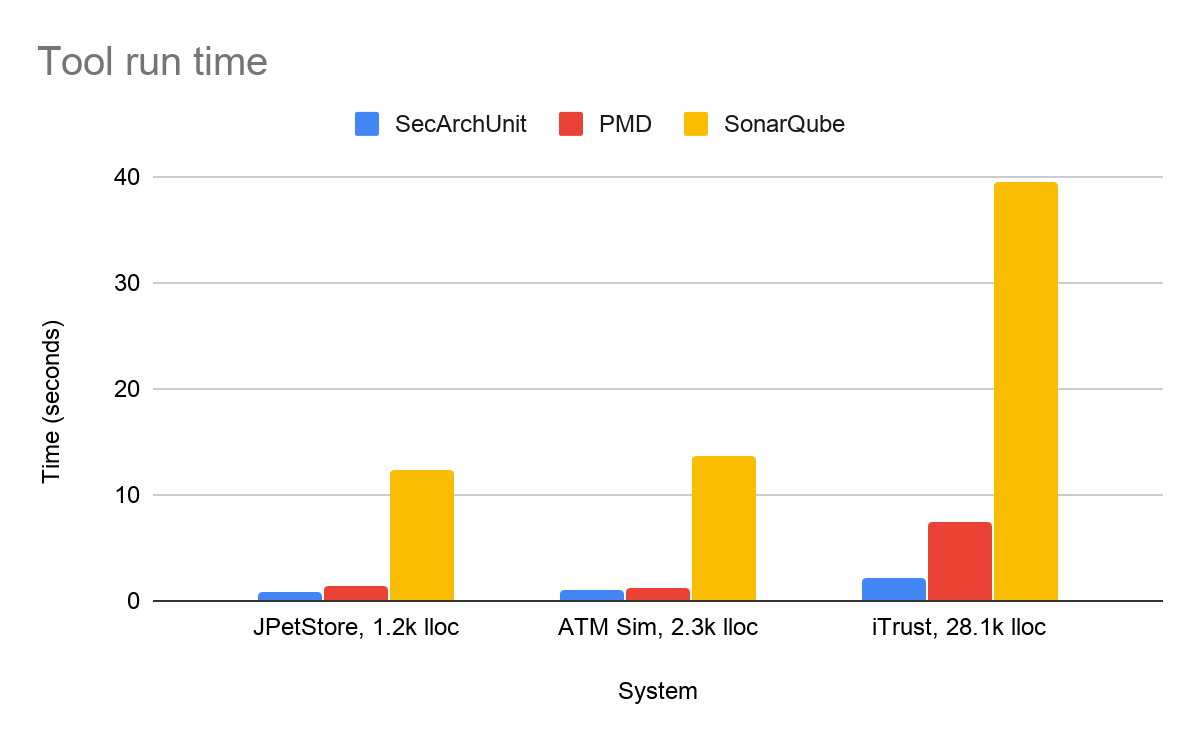 Tool run time
SecArchUnit PMD SonarQube
40
30
20
10
0
Time (seconds)
JPetStore, 1.2k lloc ATM Sim, 2.3k lloc iTrust, 28.1k lloc
System